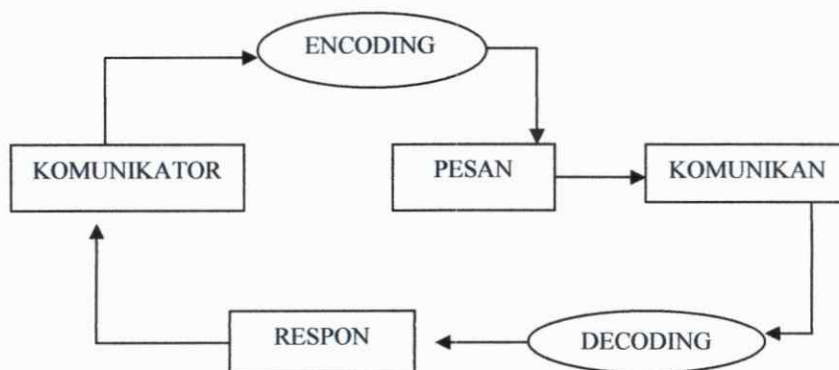 ENCODING
KOMUNIKATOR
PESAN
KOMUNIKAN
RESPON
DECODING